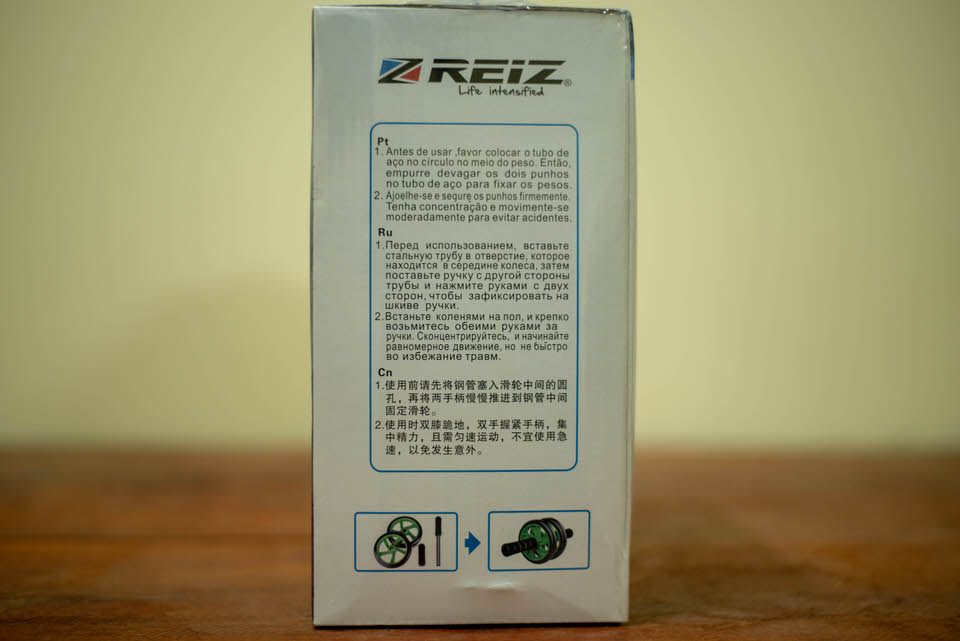 REIZ®
Life intensified
Pt
1. Antes de usar ,favor colocar o tubo de
aço no círculo no meio do peso. Então,
empurre devagar os dois punhos
no tubo de aço para fixar os pesos.
2. Ajoelhe-se e segure os punhos firmemente.
Tenha concentração e movimente-se
moderadamente para evitar acidentes.
Ru
1.Перед использованием, вставьте
стальную трубу в отверстие, которое
находится в середине колеса, затем
поставьте ручку с другой стороны
трубы и нажмите руками с двух
сторон, чтобы зафиксировать на
шкиве ручки.
2.Встаньте коленями на пол, и крепко
возьмитесь обеими руками за
ручки. Сконцентрируйтесь, и начинайте
равномерное движение, но не быстро
во избежание травм.
Cn
1.使用前请先将钢管塞入滑轮中间的圆
孔，再将两手柄慢慢推进到钢管中间
固定滑轮。
2.使用时双膝跪地，双手握紧手柄，集
中精力，且需匀速运动，不宜使用急
速，以免发生意外。